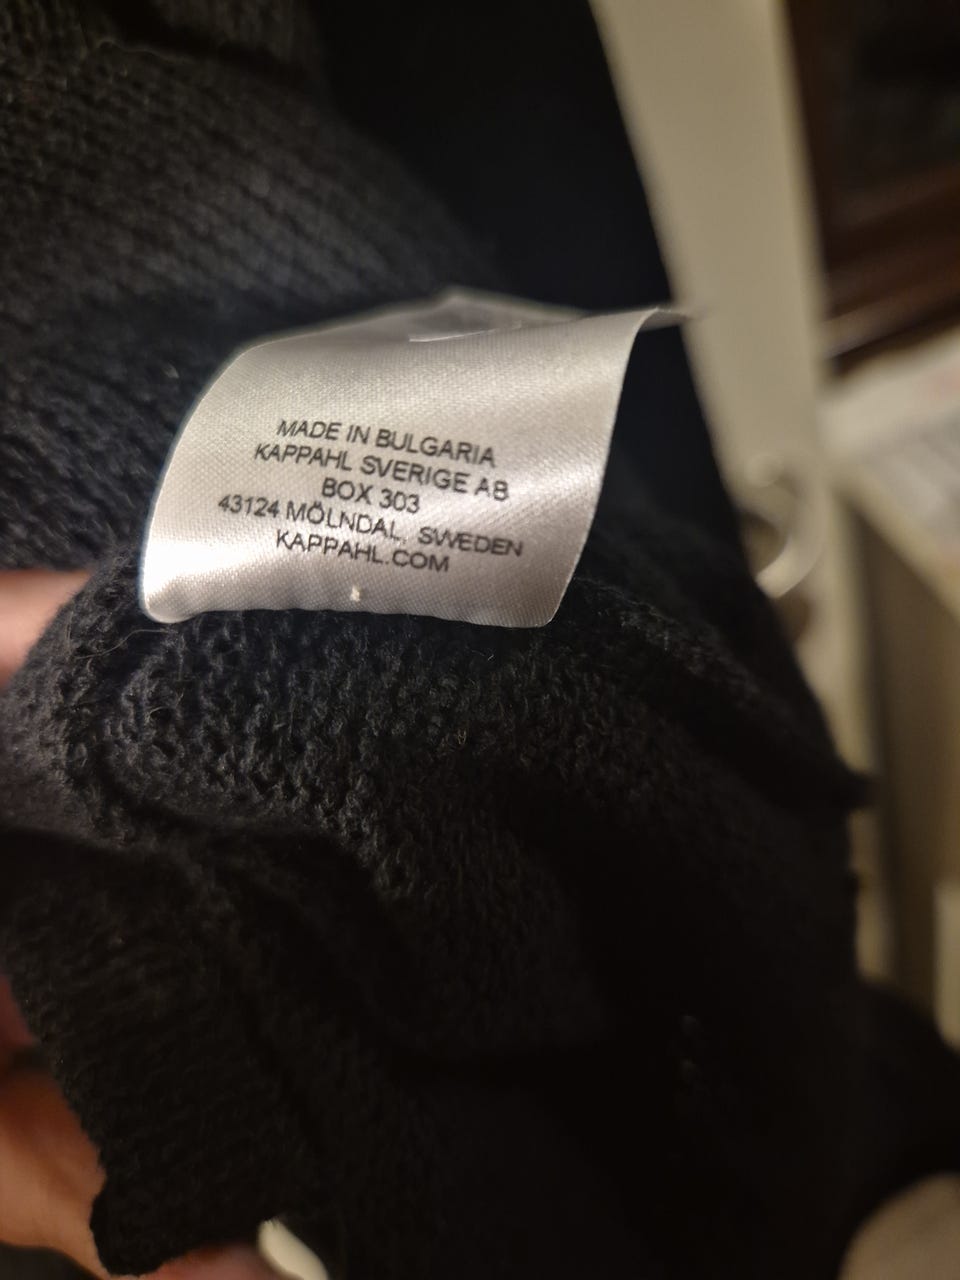 MADE IN BULGARIA
KAPPAHL SVERIGE AB
BOX 303
43124 MÖLNDAL, SWEDEN
KAPPAHL.COM